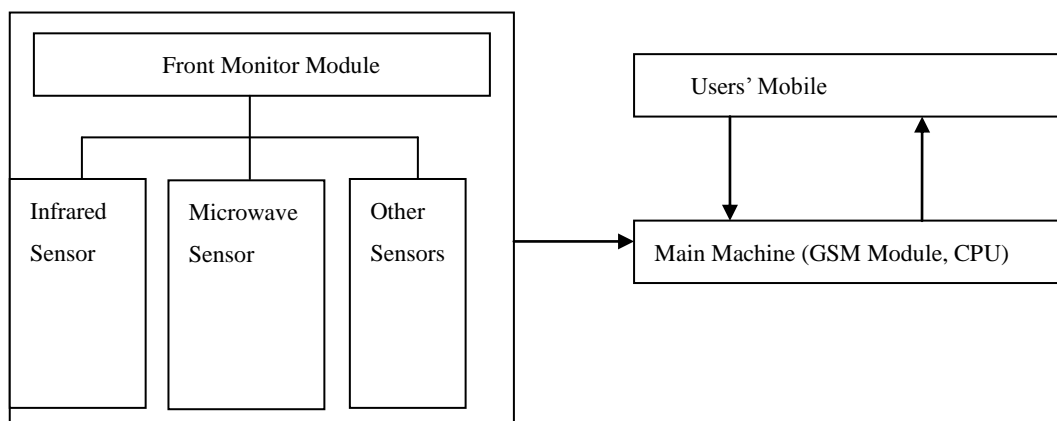 Front Monitor Module
Users’ Mobile
Infrared
Sensor
Microwave
Sensor
Other
Sensors
Main Machine (GSM Module, CPU)